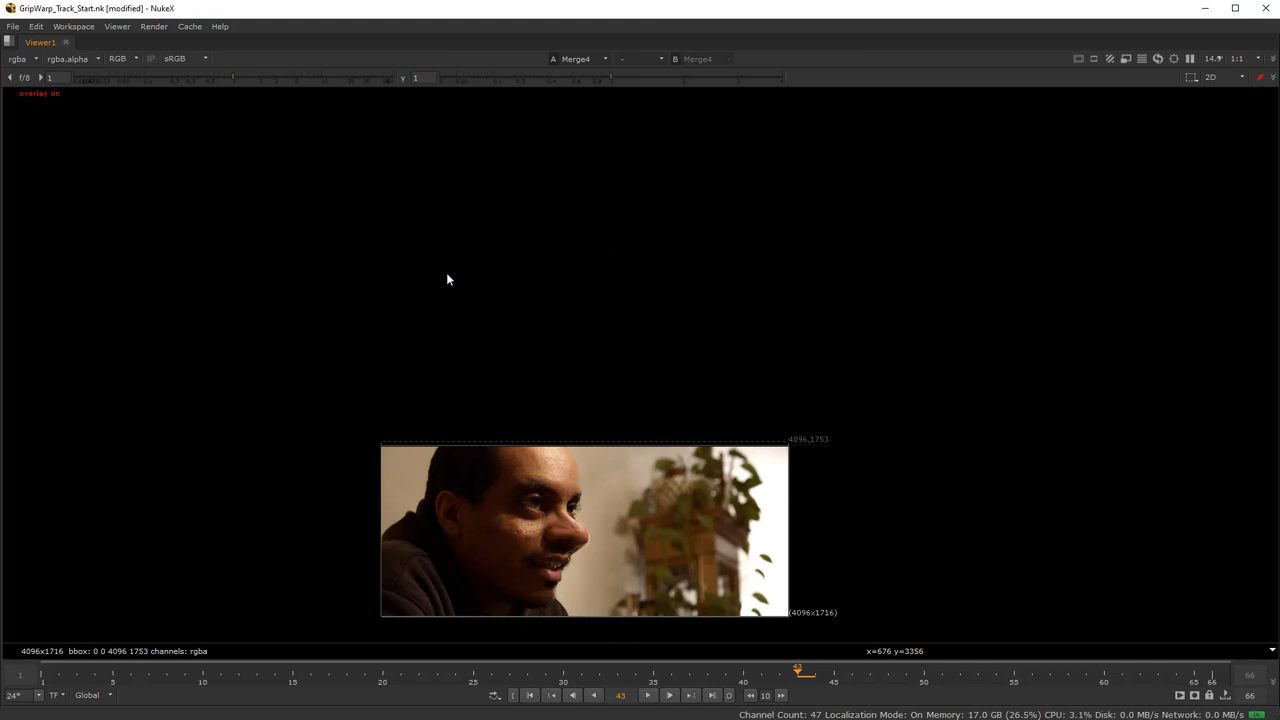 GripWarp_Track_Start.nk [modified] - NukeX
File Edit Workspace Viewer Render Cache Help
Viewer1
rgba rgba.alpha RGB IP sRGB A Merge4 - B Merge4 1:1
f/8 1 γ 1 2D
overlay on
4096,1753
(4096x1716)
4096x1716 bbox: 0 0 4096 1753 channels: rgba x=676 y=3356
43
1 1 5 10 15 20 25 30 35 40 45 50 55 60 65 66 66
24* TF Global 43 10 66
Channel Count: 47 Localization Mode: On Memory: 17.0 GB (26.5%) CPU: 3.1% Disk: 0.0 MB/s Network: 0.0 MB/s